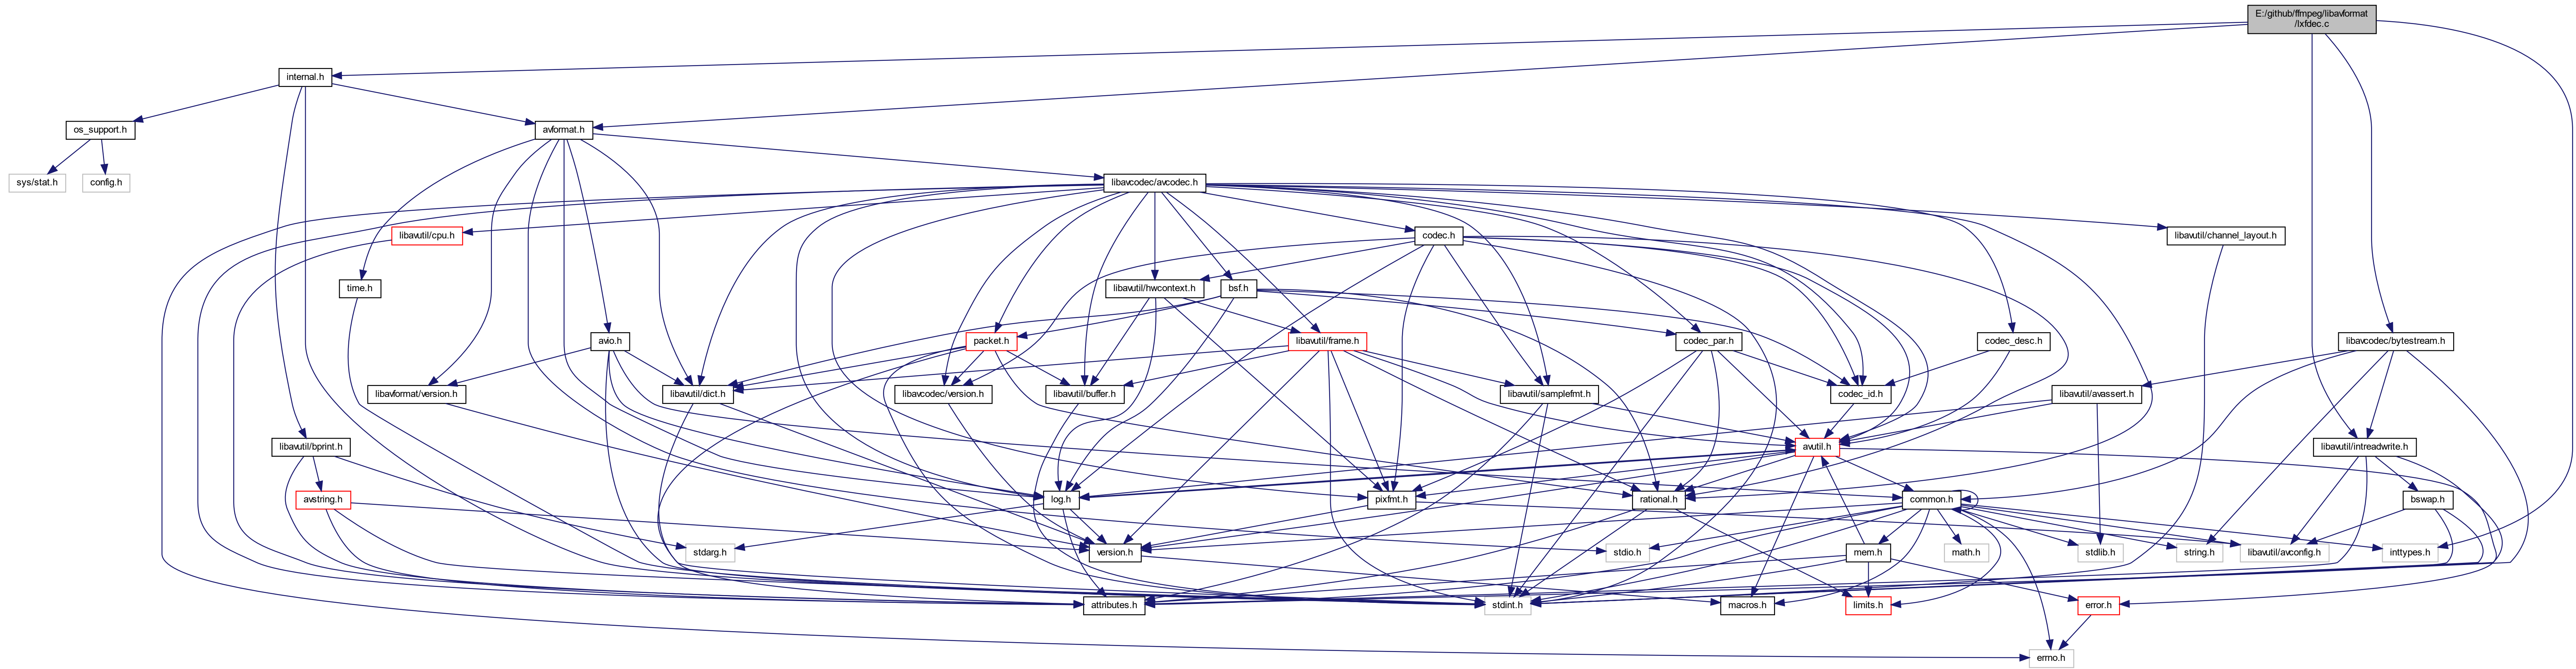 E:/github/ffmpeg/libavformat
/lxfdec.c
internal.h
os_support.h
avformat.h
sys/stat.h
config.h
libavcodec/avcodec.h
libavutil/cpu.h
codec.h
libavutil/channel_layout.h
time.h
libavutil/hwcontext.h
bsf.h
avio.h
packet.h
libavutil/frame.h
codec_par.h
codec_desc.h
libavcodec/bytestream.h
libavformat/version.h
libavutil/dict.h
libavcodec/version.h
libavutil/buffer.h
libavutil/samplefmt.h
codec_id.h
libavutil/avassert.h
libavutil/bprint.h
avutil.h
libavutil/intreadwrite.h
avstring.h
log.h
pixfmt.h
rational.h
common.h
bswap.h
stdarg.h
version.h
stdio.h
mem.h
math.h
stdlib.h
string.h
libavutil/avconfig.h
inttypes.h
attributes.h
stdint.h
macros.h
limits.h
error.h
errno.h